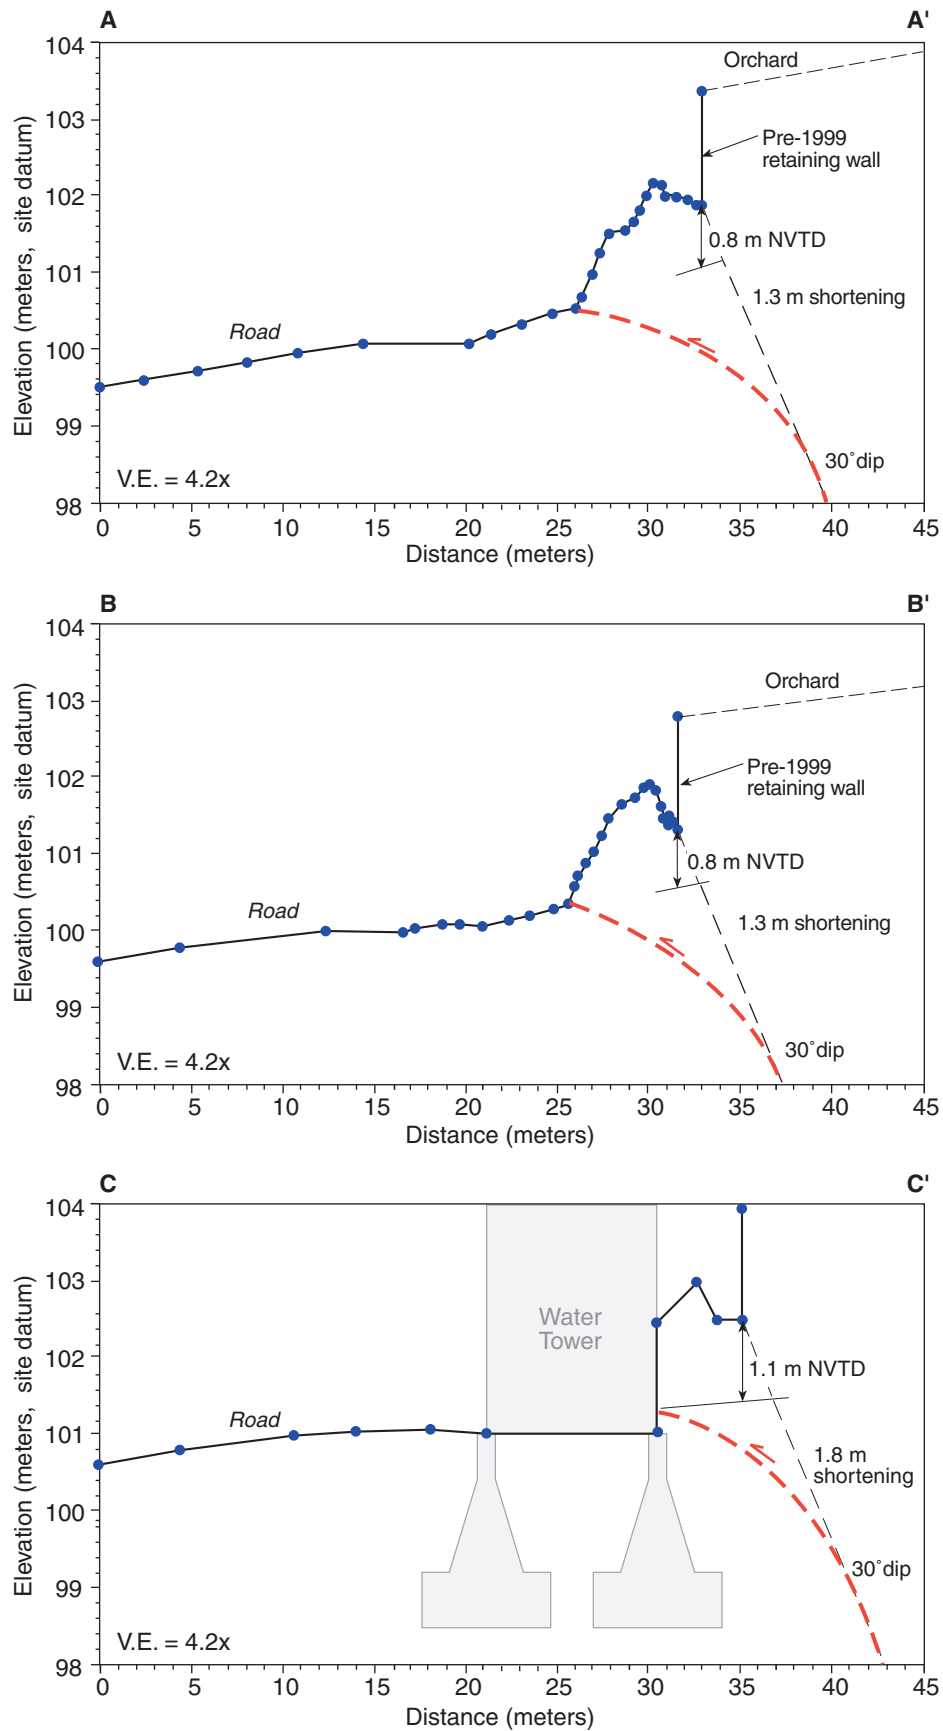 A
A'
104
103
102
101
100
99
98
Elevation (meters, site datum)
Orchard
Pre-1999
retaining wall
0.8 m NVTD
1.3 m shortening
Road
30˚dip
V.E. = 4.2x
0
5
10
15
20
25
30
35
40
45
Distance (meters)
B
B'
104
103
102
101
100
99
98
Elevation (meters, site datum)
Orchard
Pre-1999
retaining wall
0.8 m NVTD
1.3 m shortening
Road
30˚dip
V.E. = 4.2x
0
5
10
15
20
25
30
35
40
45
Distance (meters)
C
C'
104
103
102
101
100
99
98
Elevation (meters, site datum)
Water
Tower
1.1 m NVTD
Road
1.8 m
shortening
30˚dip
V.E. = 4.2x
0
5
10
15
20
25
30
35
40
45
Distance (meters)